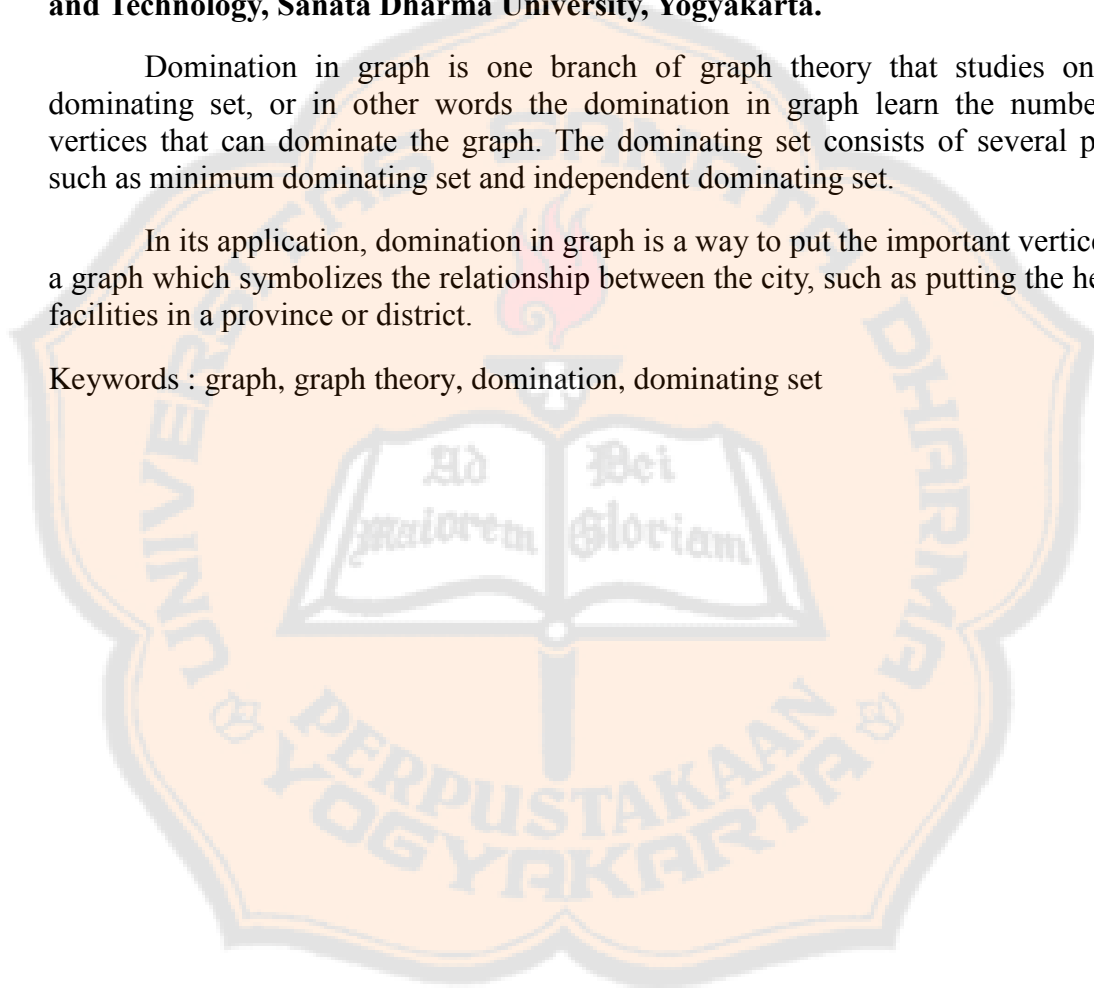 and Technology, Sanata Dharma University, Yogyakarta.
Domination in graph is one branch of graph theory that studies on
dominating set, or in other words the domination in graph learn the numbe
vertices that can dominate the graph. The dominating set consists of several p
such as minimum dominating set and independent dominating set.
In its application, domination in graph is a way to put the important vertice
a graph which symbolizes the relationship between the city, such as putting the he
facilities in a province or district.
Keywords : graph, graph theory, domination, dominating set
UNIVERSITAS SANATA DHARMA
Ad Dei
maiorem Gloriam
PERPUSTAKAAN
YOGYAKARTA